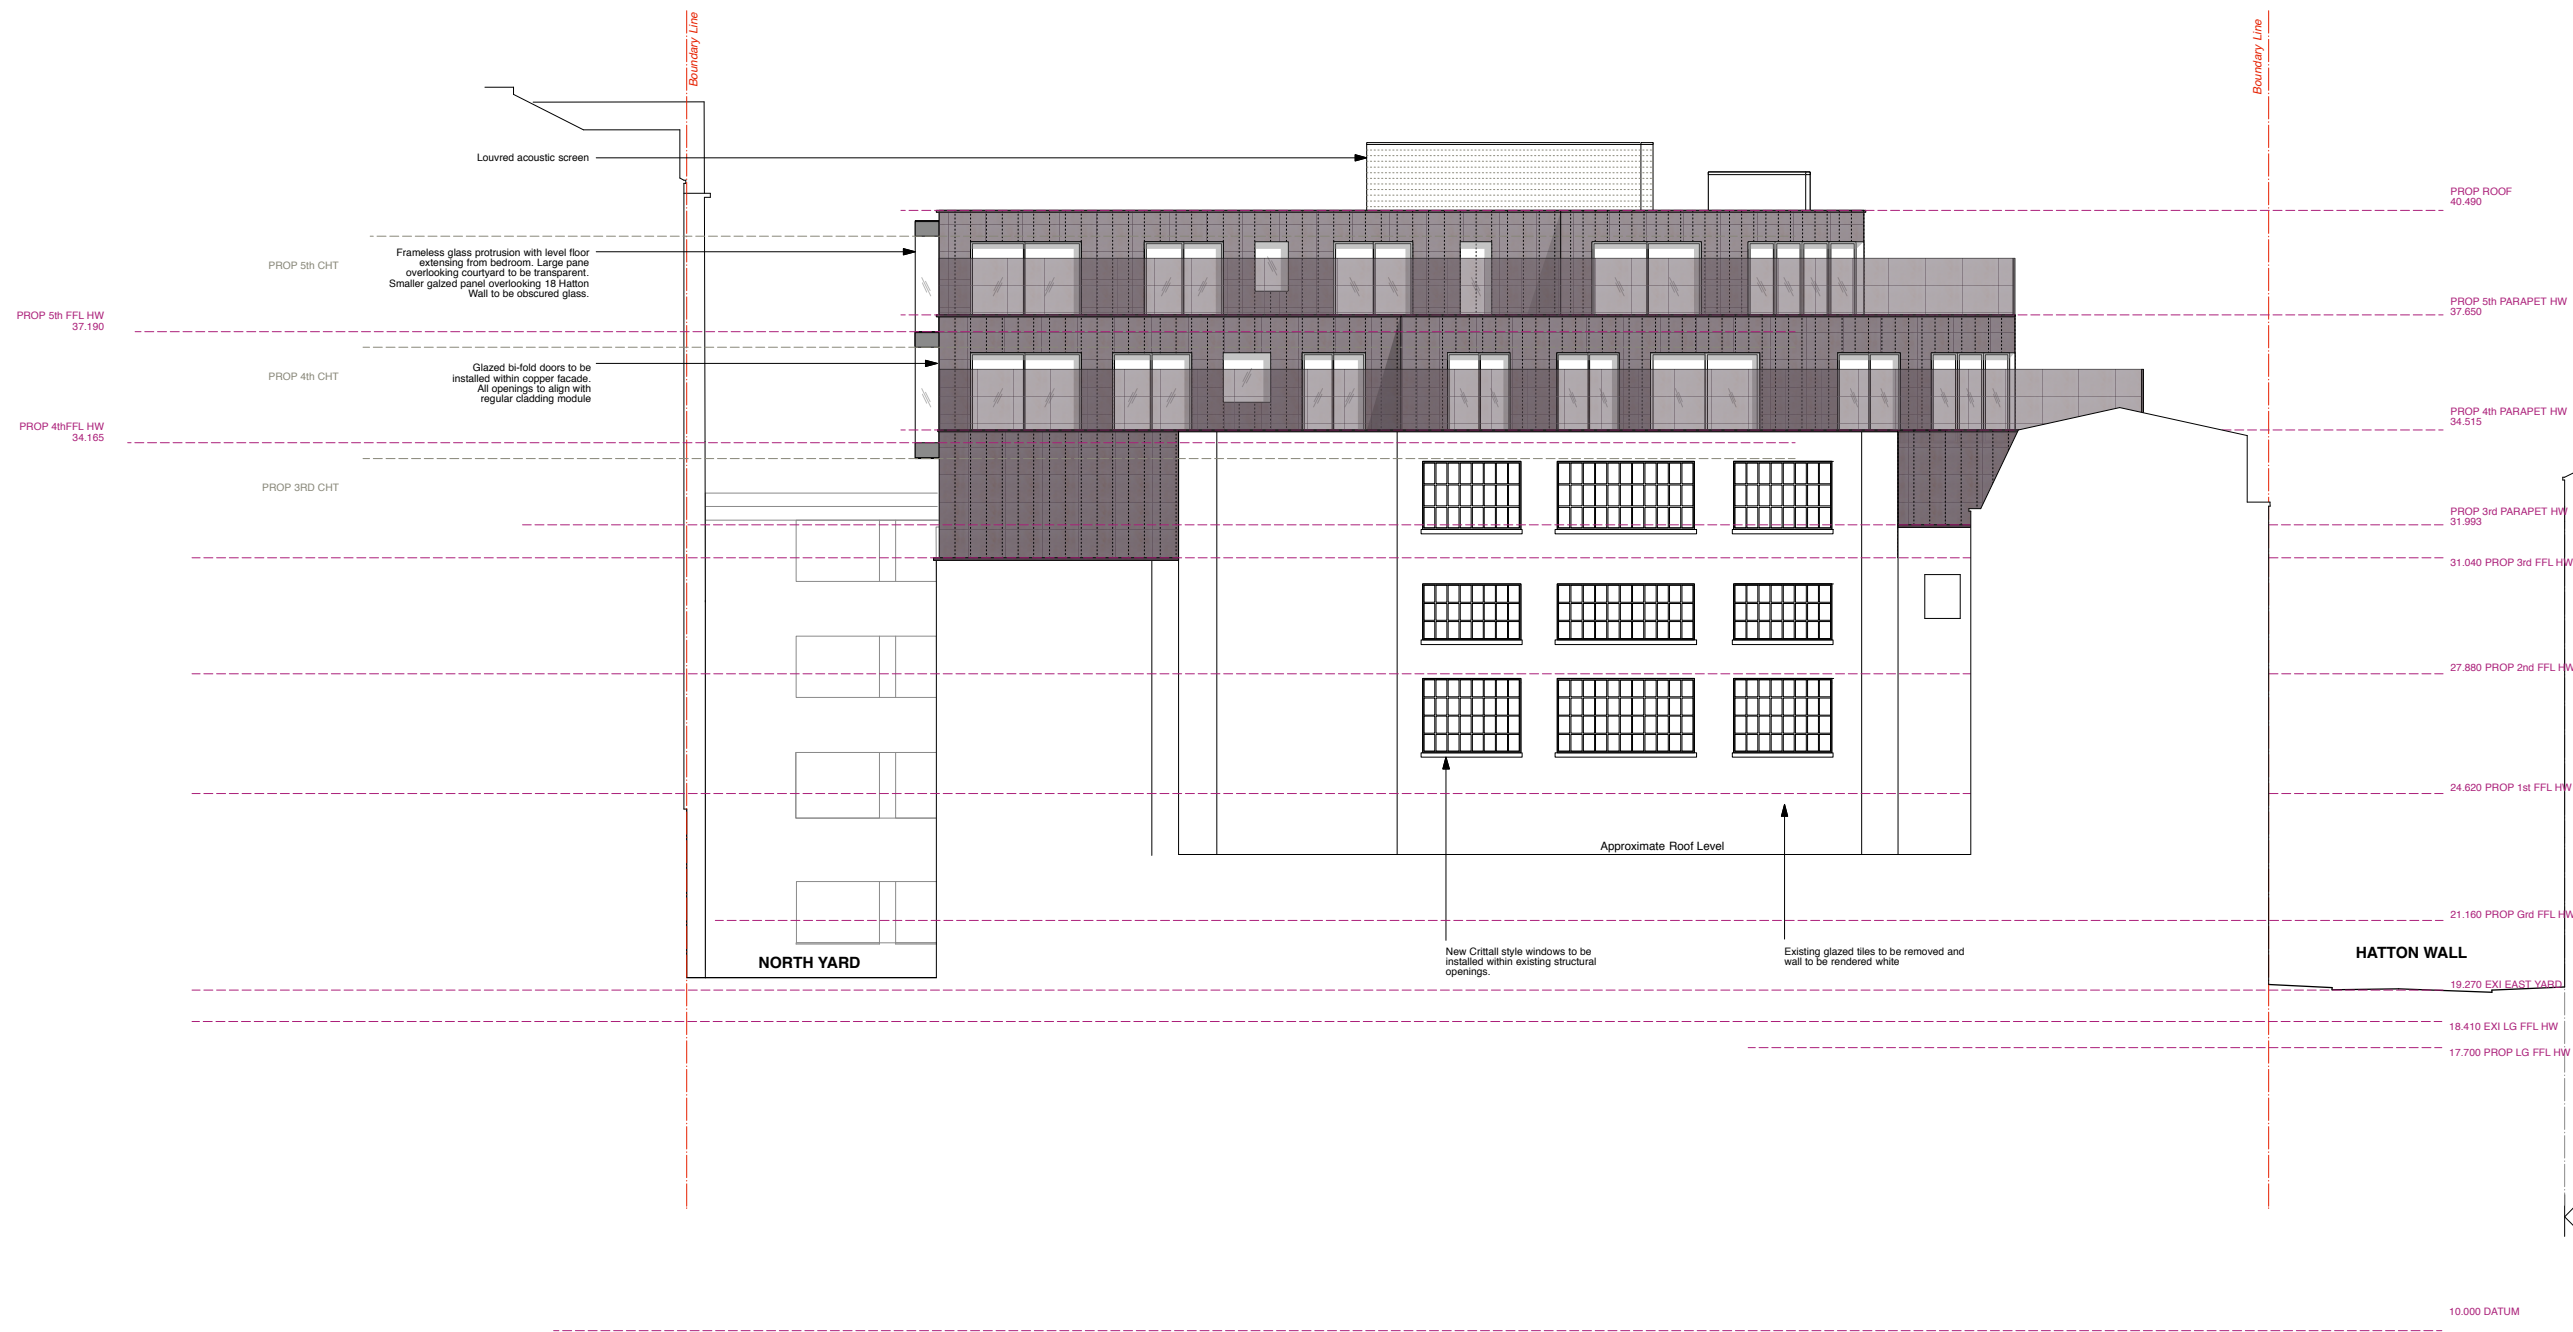 Boundary Line
Boundary Line
Louvred acoustic screen
PROP ROOF
40.490
Frameless glass protrusion with level floor
extensing from bedroom. Large pane
overlooking courtyard to be transparent.
Smaller galzed panel overlooking 18 Hatton
Wall to be obscured glass.
PROP 5th CHT
PROP 5th FFL HW
37.190
PROP 5th PARAPET HW
37.650
Glazed bi-fold doors to be
installed within copper facade.
All openings to align with
regular cladding module
PROP 4th CHT
PROP 4thFFL HW
34.165
PROP 4th PARAPET HW
34.515
PROP 3RD CHT
PROP 3rd PARAPET HW
31.993
31.040 PROP 3rd FFL HW
27.880 PROP 2nd FFL HW
24.620 PROP 1st FFL HW
Approximate Roof Level
21.160 PROP Grd FFL HW
NORTH YARD
New Crittall style windows to be
installed within existing structural
openings.
Existing glazed tiles to be removed and
wall to be rendered white
HATTON WALL
19.270 EXI EAST YARD
18.410 EXI LG FFL HW
17.700 PROP LG FFL HW
10.000 DATUM